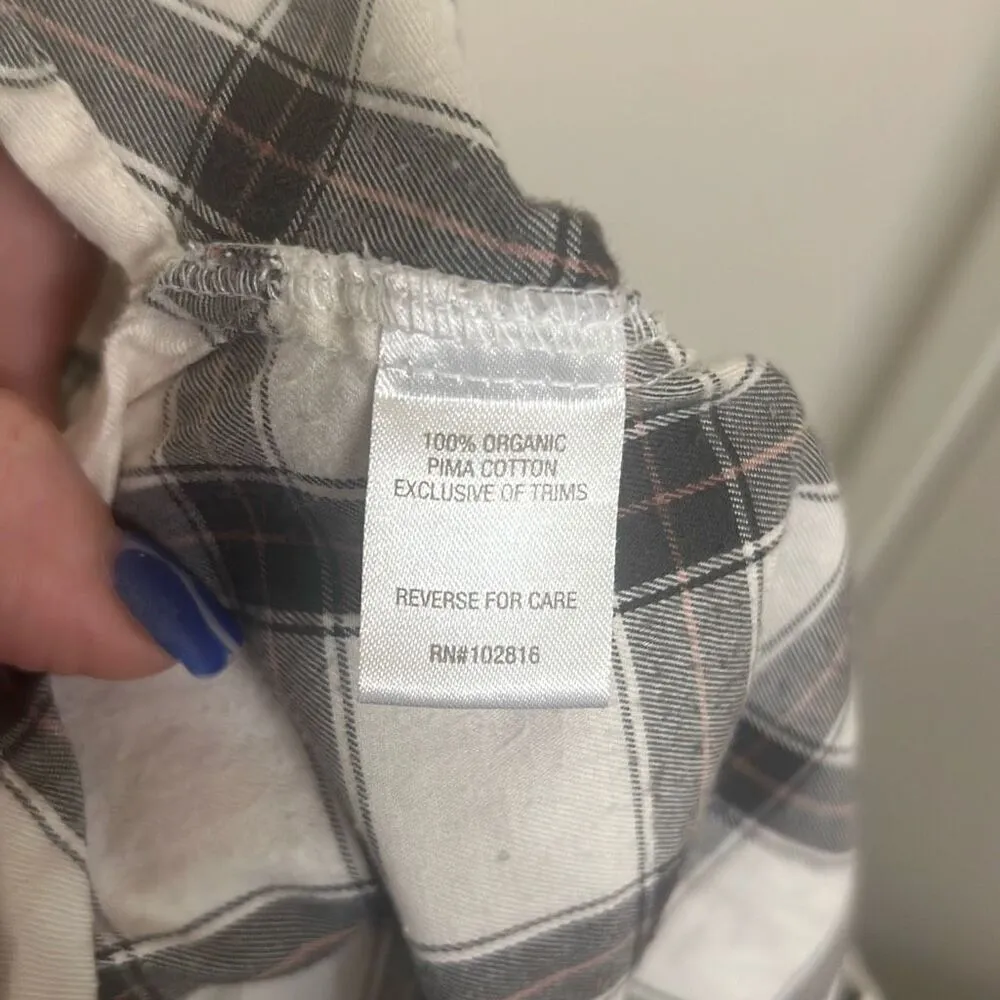 100% ORGANIC
PIMA COTTON
EXCLUSIVE OF TRIMS
REVERSE FOR CARE
RN#102816